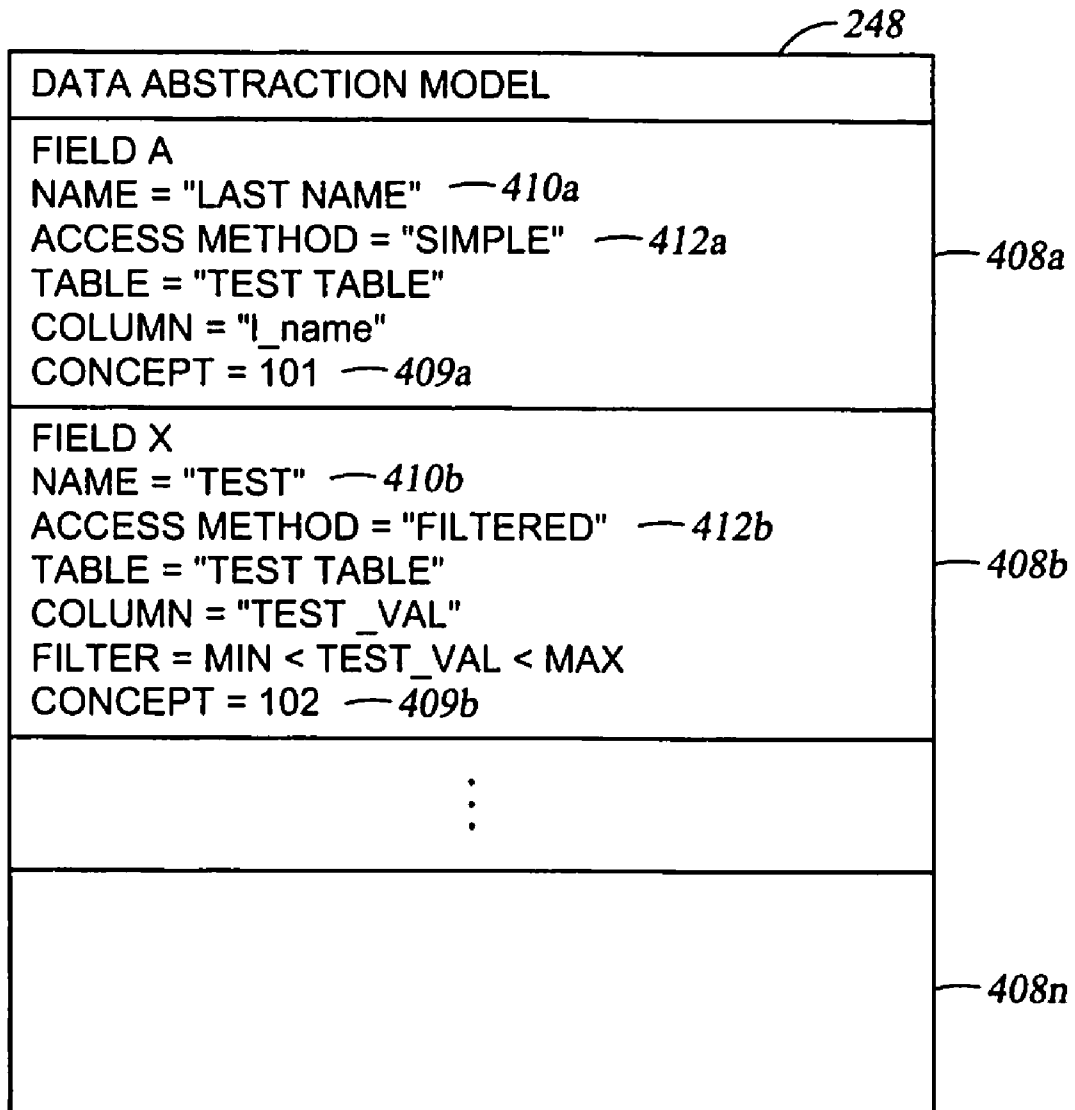 248
DATA ABSTRACTION MODEL
FIELD A
NAME = "LAST NAME" 410a
ACCESS METHOD = "SIMPLE" 412a
TABLE = "TEST TABLE"
408a
COLUMN = "l_name"
CONCEPT = 101 409a
FIELD X
NAME = "TEST" 410b
ACCESS METHOD = "FILTERED" 412b
TABLE = "TEST TABLE"
408b
COLUMN = "TEST _VAL"
FILTER = MIN < TEST_VAL < MAX
CONCEPT = 102 409b
408n